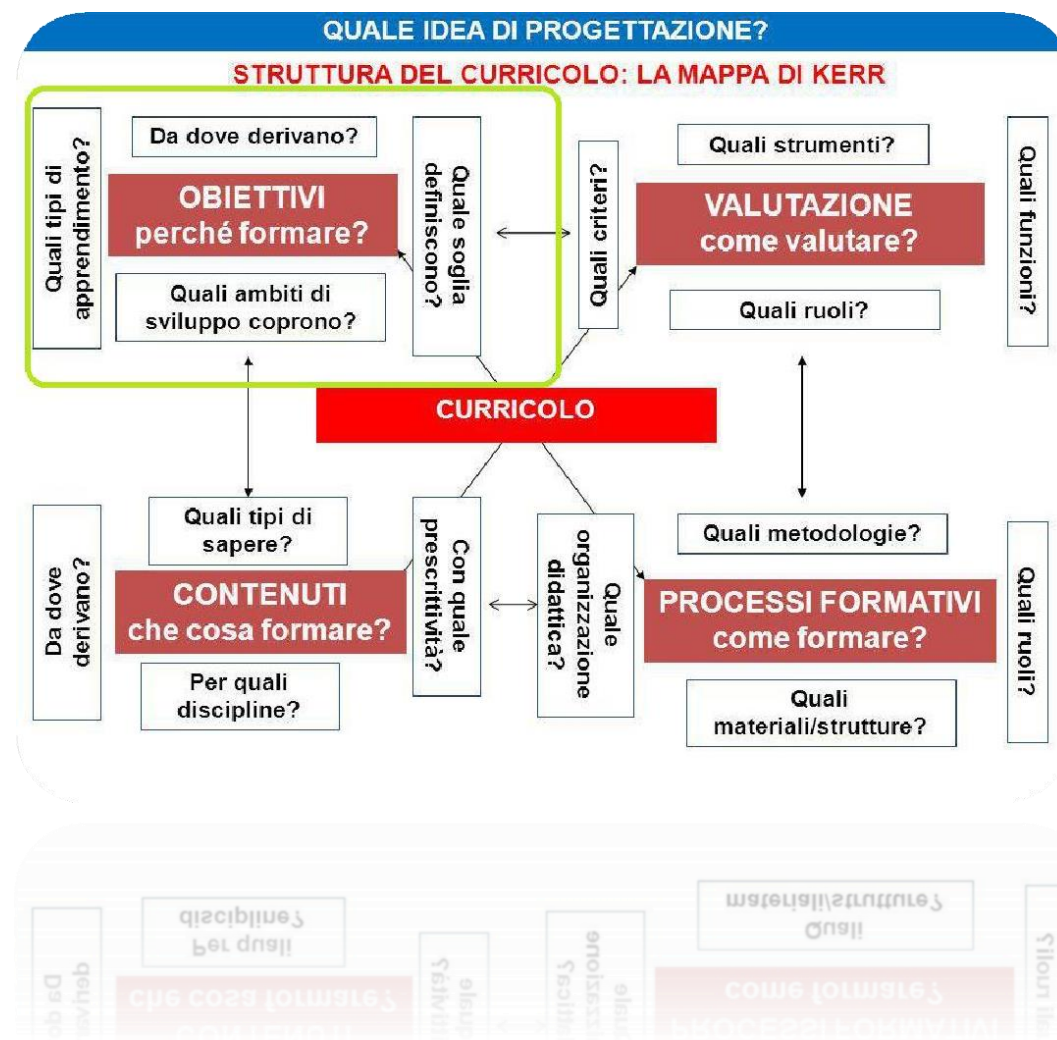 QUALE IDEA DI PROGETTAZIONE?
STRUTTURA DEL CURRICOLO: LA MAPPA DI KERR
Quali tipi di
apprendimento?
Da dove derivano?
OBIETTIVI
perché formare?
Quali ambiti di
sviluppo coprono?
Quale soglia
definiscono?
Quali criteri?
Quali strumenti?
VALUTAZIONE
come valutare?
Quali ruoli?
Quali funzioni?
CURRICOLO
Da dove
derivano?
Quali tipi di
sapere?
CONTENUTI
che cosa formare?
Per quali
discipline?
Con quale
prescrittività?
Quale
organizzazione
didattica?
Quali metodologie?
PROCESSI FORMATIVI
come formare?
Quali
materiali/strutture?
Quali ruoli?